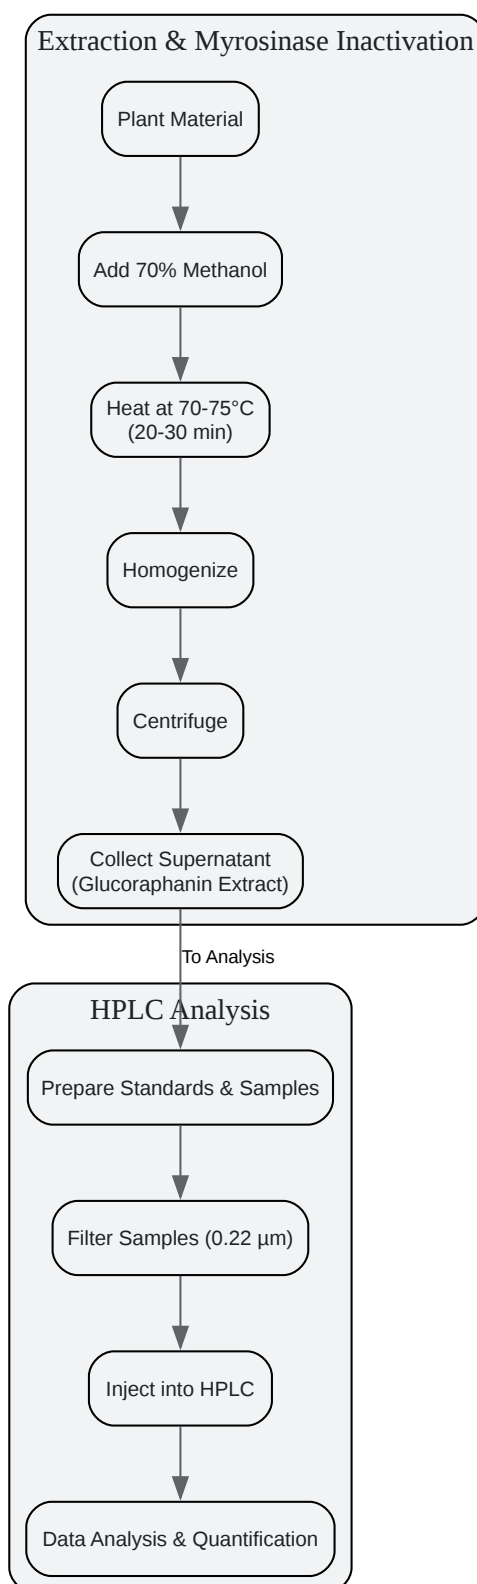 Extraction & Myrosinase Inactivation
Plant Material
Add 70% Methanol
Heat at 70-75°C
(20-30 min)
Homogenize
Centrifuge
Collect Supernatant
(Glucoraphanin Extract)
To Analysis
HPLC Analysis
Prepare Standards & Samples
Filter Samples (0.22 µm)
Inject into HPLC
Data Analysis & Quantification